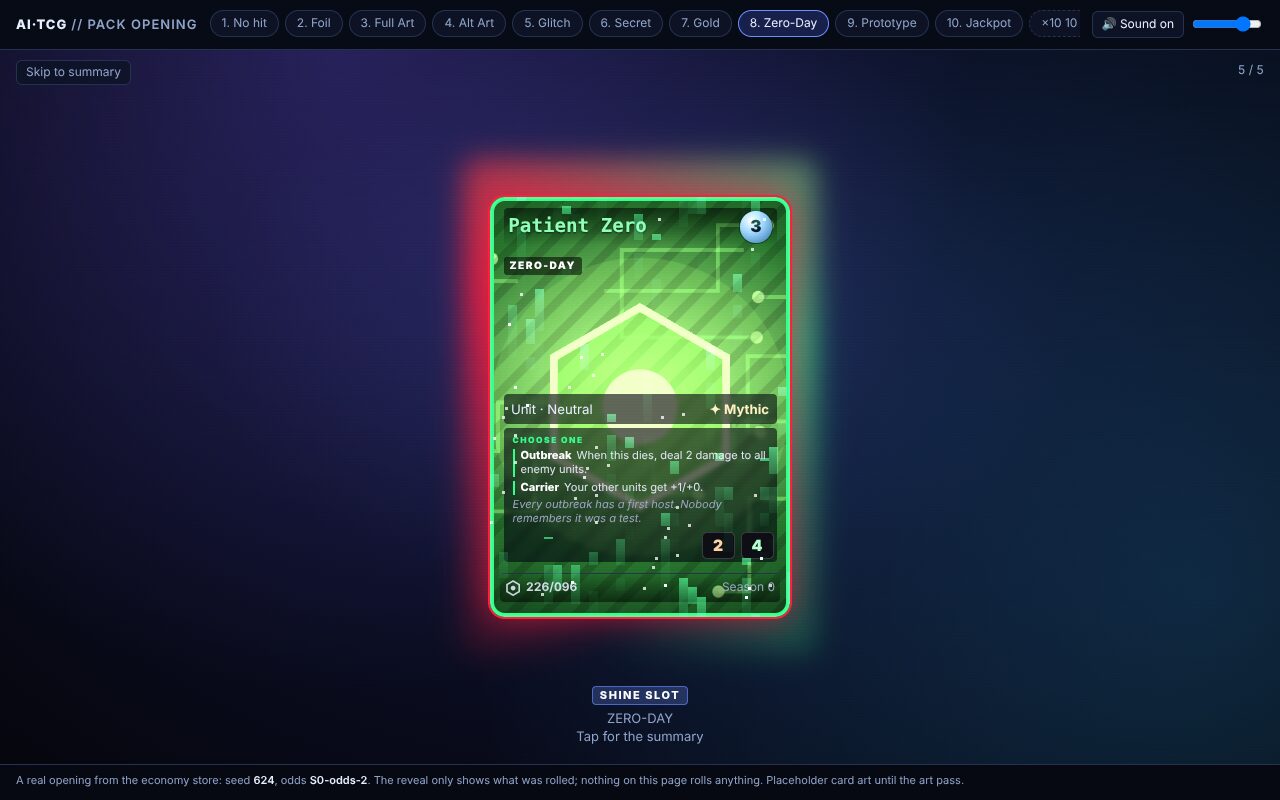 AI·TCG // PACK OPENING
1. No hit
2. Foil
3. Full Art
4. Alt Art
5. Glitch
6. Secret
7. Gold
8. Zero-Day
9. Prototype
10. Jackpot
×10 10
🔊 Sound on
Skip to summary
5 / 5
Patient Zero
3
ZERO-DAY
Unit · Neutral
✦ Mythic
CHOOSE ONE
Outbreak When this dies, deal 2 damage to all
enemy units.
Carrier Your other units get +1/+0.
Every outbreak has a first host. Nobody
remembers it was a test.
2
4
226/096
Season 0
SHINE SLOT
ZERO-DAY
Tap for the summary
A real opening from the economy store: seed 624, odds S0-odds-2. The reveal only shows what was rolled; nothing on this page rolls anything. Placeholder card art until the art pass.